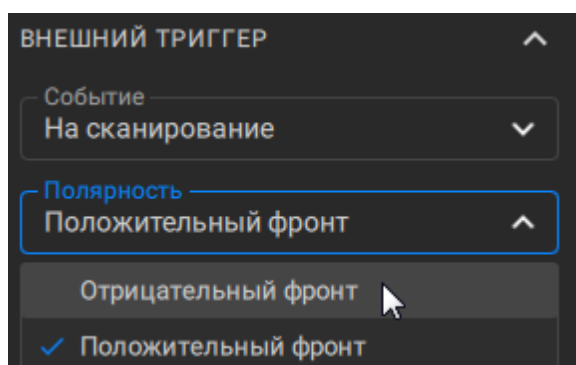 ВНЕШНИЙ ТРИГГЕР
Событие
На сканирование
Полярность
Положительный фронт
Отрицательный фронт
Положительный фронт